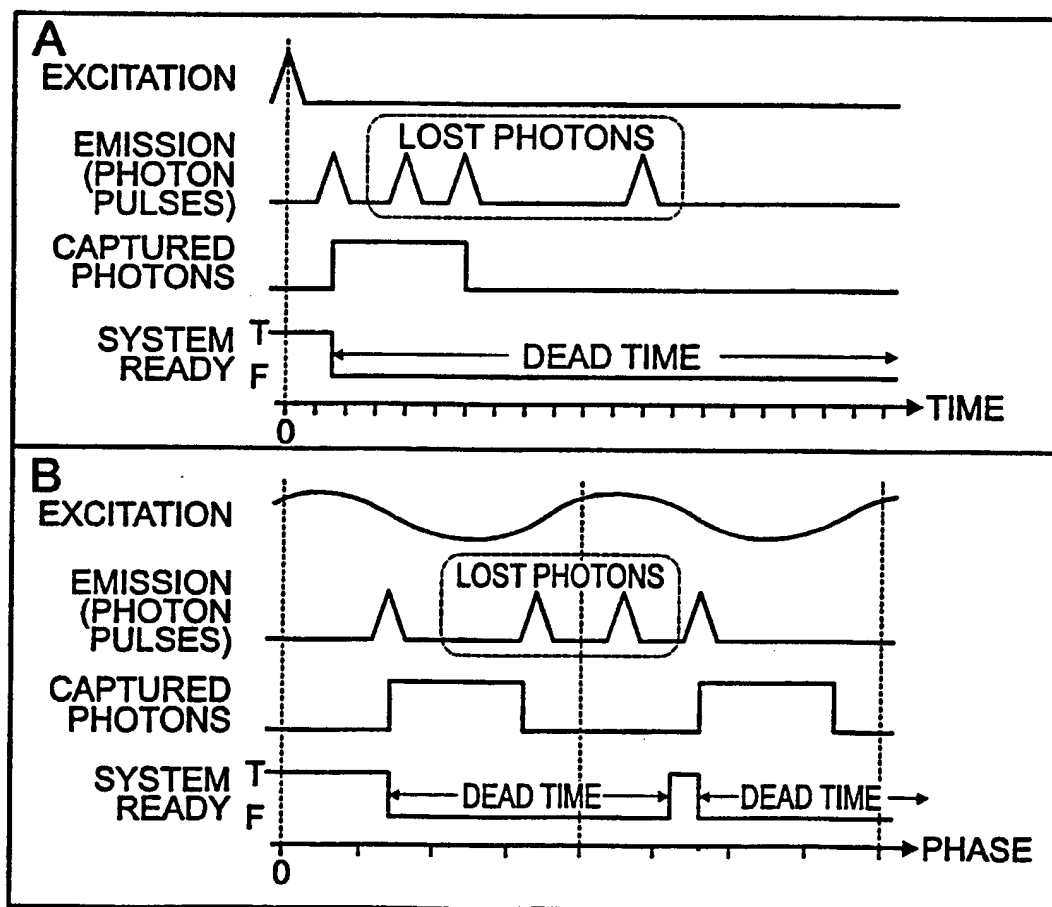 A
EXCITATION
EMISSION
(PHOTON
PULSES)
LOST PHOTONS
CAPTURED
PHOTONS
SYSTEM
READY
T
F
DEAD TIME
0
TIME
B
EXCITATION
EMISSION
(PHOTON
PULSES)
LOST PHOTONS
CAPTURED
PHOTONS
SYSTEM
READY
T
F
DEAD TIME
DEAD TIME
0
PHASE